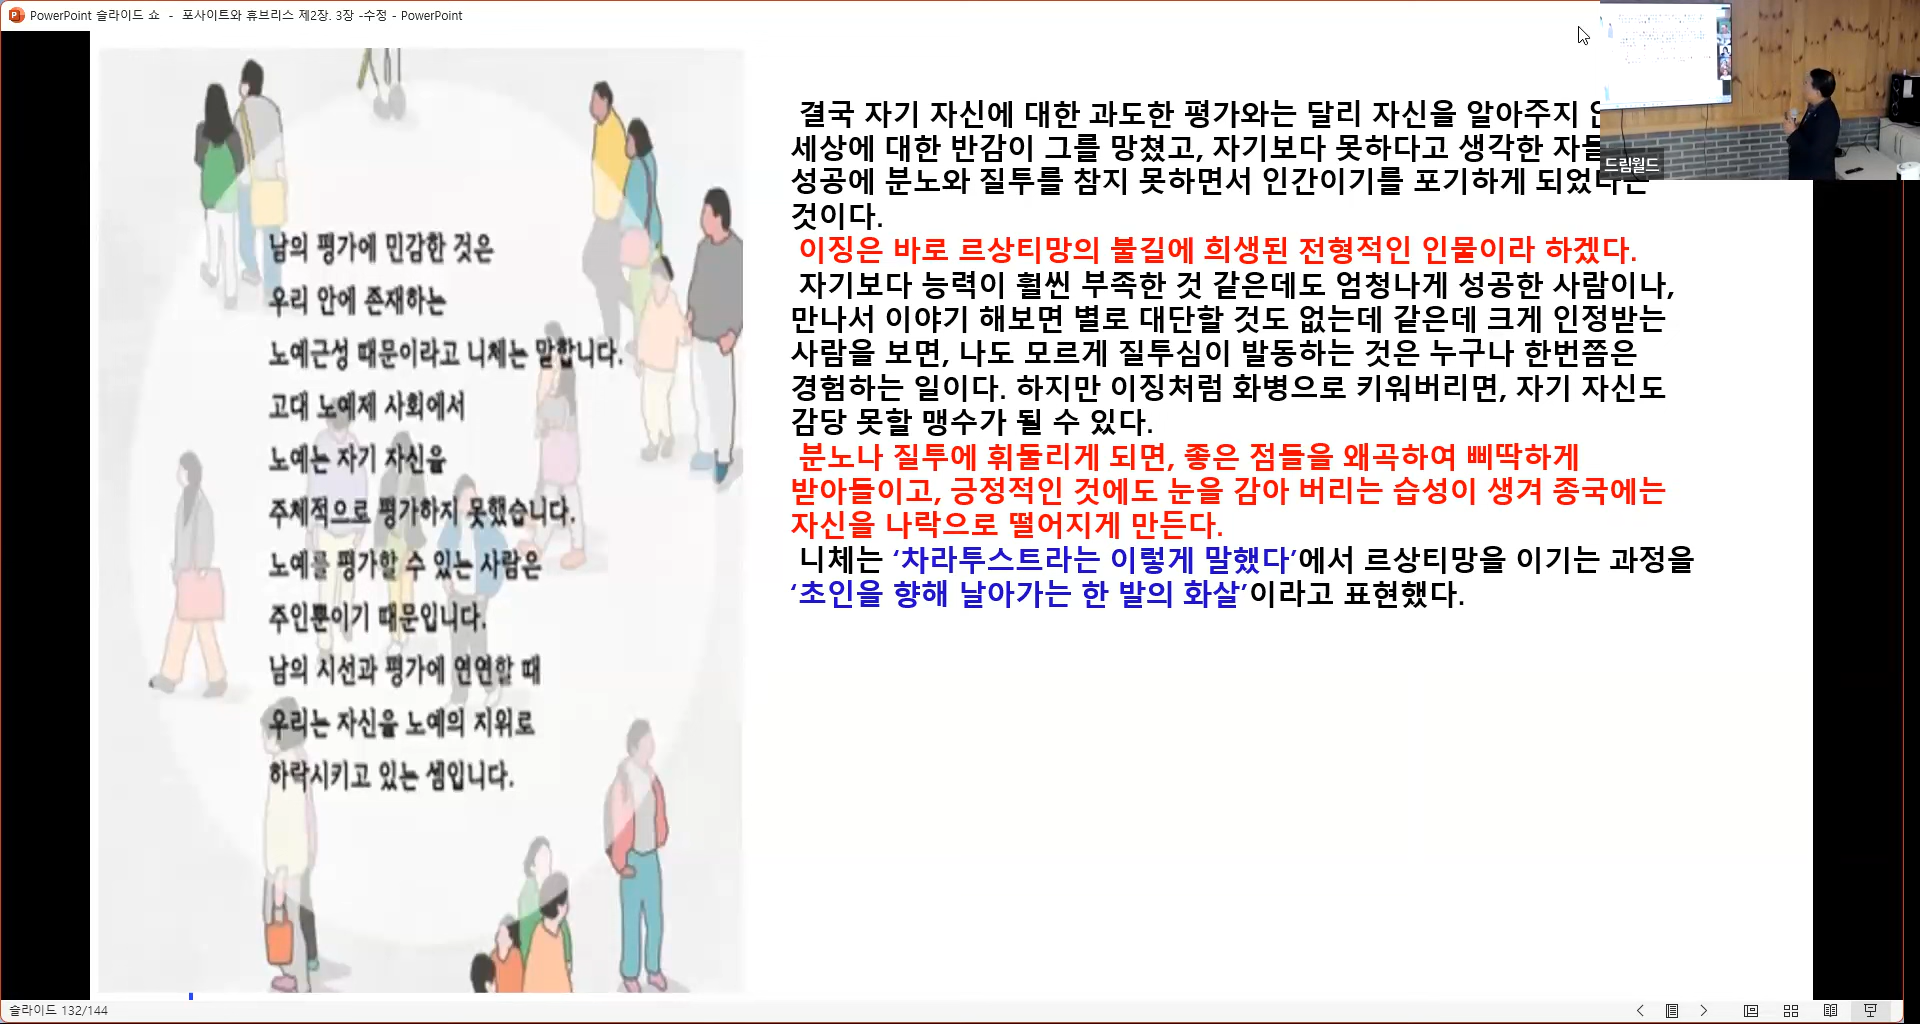 PowerPoint 슬라이드 쇼 - 포사이트와 휴브리스 제2장. 3장 -수정 - PowerPoint
남의 평가에 민감한 것은
우리 안에 존재하는
노예근성 때문이라고 니체는 말합니다.
고대 노예제 사회에서
노예는 자기 자신을
주체적으로 평가하지 못했습니다.
노예를 평가할 수 있는 사람은
주인뿐이기 때문입니다.
남의 시선과 평가에 연연할 때
우리는 자신을 노예의 지위로
하락시키고 있는 셈입니다.
결국 자기 자신에 대한 과도한 평가와는 달리 자신을 알아주지
세상에 대한 반감이 그를 망쳤고, 자기보다 못하다고 생각한
성공에 분노와 질투를 참지 못하면서 인간이기를 포기하게 되었다는
것이다.
이징은 바로 르상티망의 불길에 희생된 전형적인 인물이라 하겠다.
자기보다 능력이 훨씬 부족한 것 같은데도 엄청나게 성공한 사람이나,
만나서 이야기 해보면 별로 대단할 것도 없는데 같은데 크게 인정받는
사람을 보면, 나도 모르게 질투심이 발동하는 것은 누구나 한번쯤은
경험하는 일이다. 하지만 이징처럼 화병으로 키워버리면, 자기 자신도
감당 못할 맹수가 될 수 있다.
분노나 질투에 휘둘리게 되면, 좋은 점들을 왜곡하여 삐딱하게
받아들이고, 긍정적인 것에도 눈을 감아 버리는 습성이 생겨 종국에는
자신을 나락으로 떨어지게 만든다.
니체는 ‘차라투스트라는 이렇게 말했다’에서 르상티망을 이기는 과정을
‘초인을 향해 날아가는 한 발의 화살’이라고 표현했다.
드림월드
슬라이드 132/144